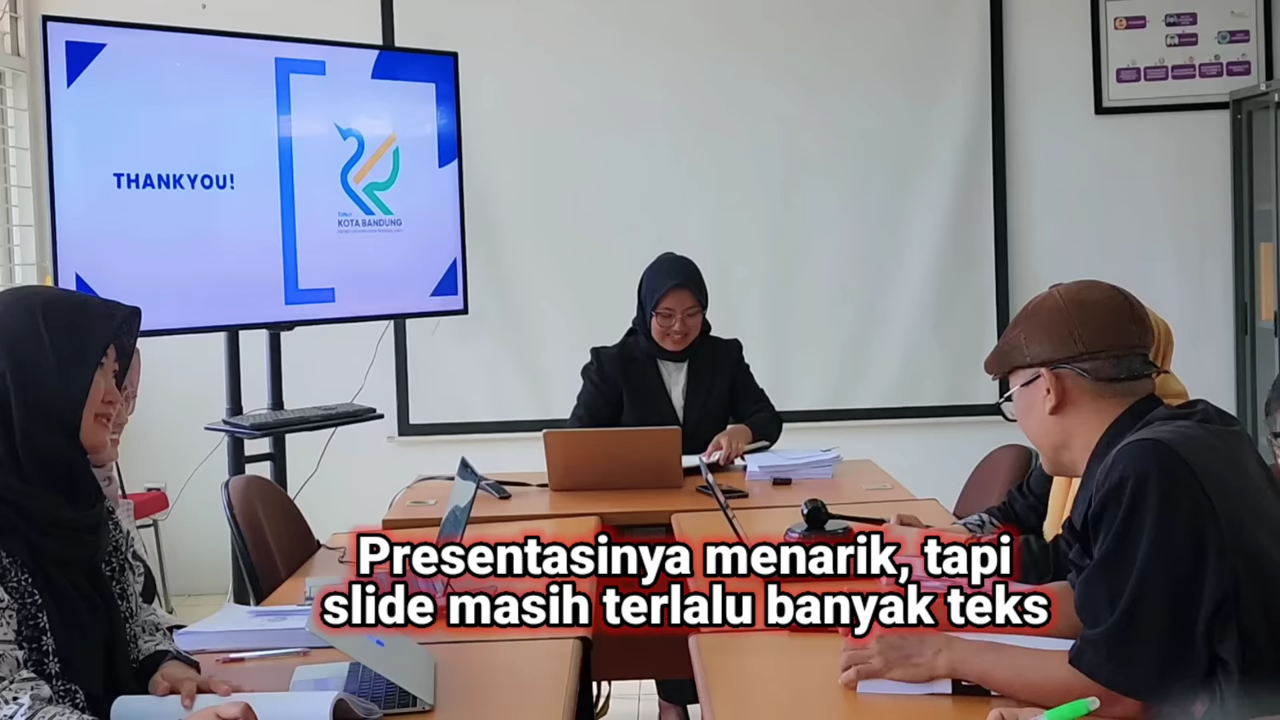 THANKYOU!
KOTA BANDUNG
Presentasinya menarik, tapi
slide masih terlalu banyak teks